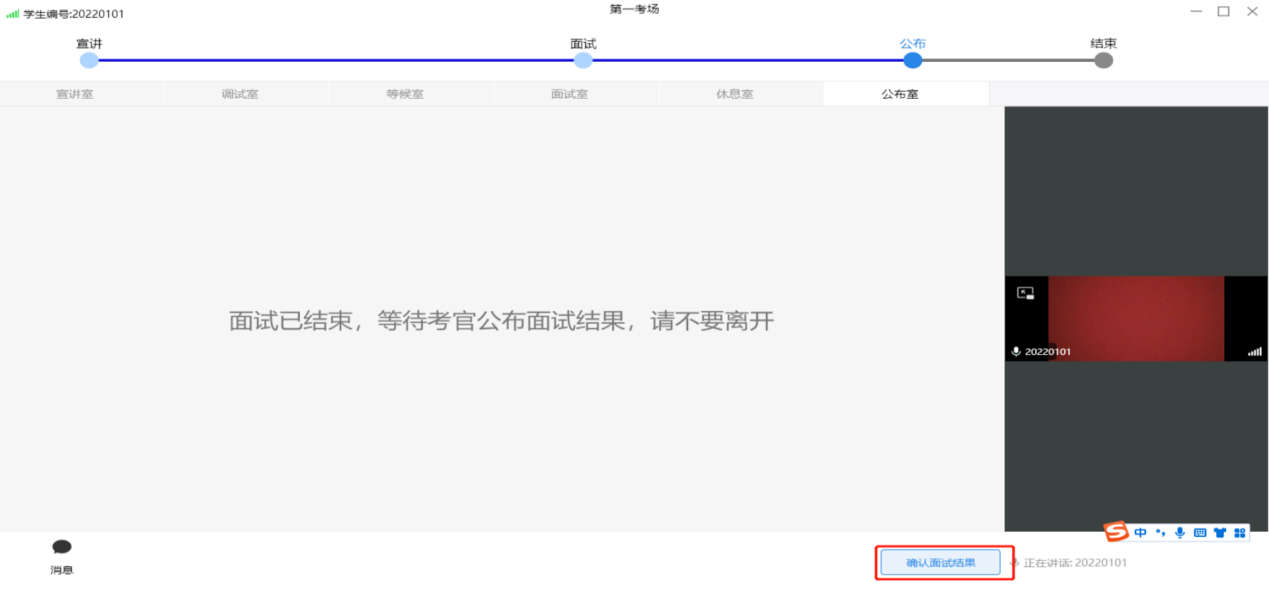 学生编号:20220101
第一考场
宣讲 面试 公布 结束
宣讲室 调试室 等候室 面试室 休息室 公布室
面试已结束，等待考官公布面试结果，请不要离开
20220101
中
消息
确认面试结果
正在讲话: 20220101